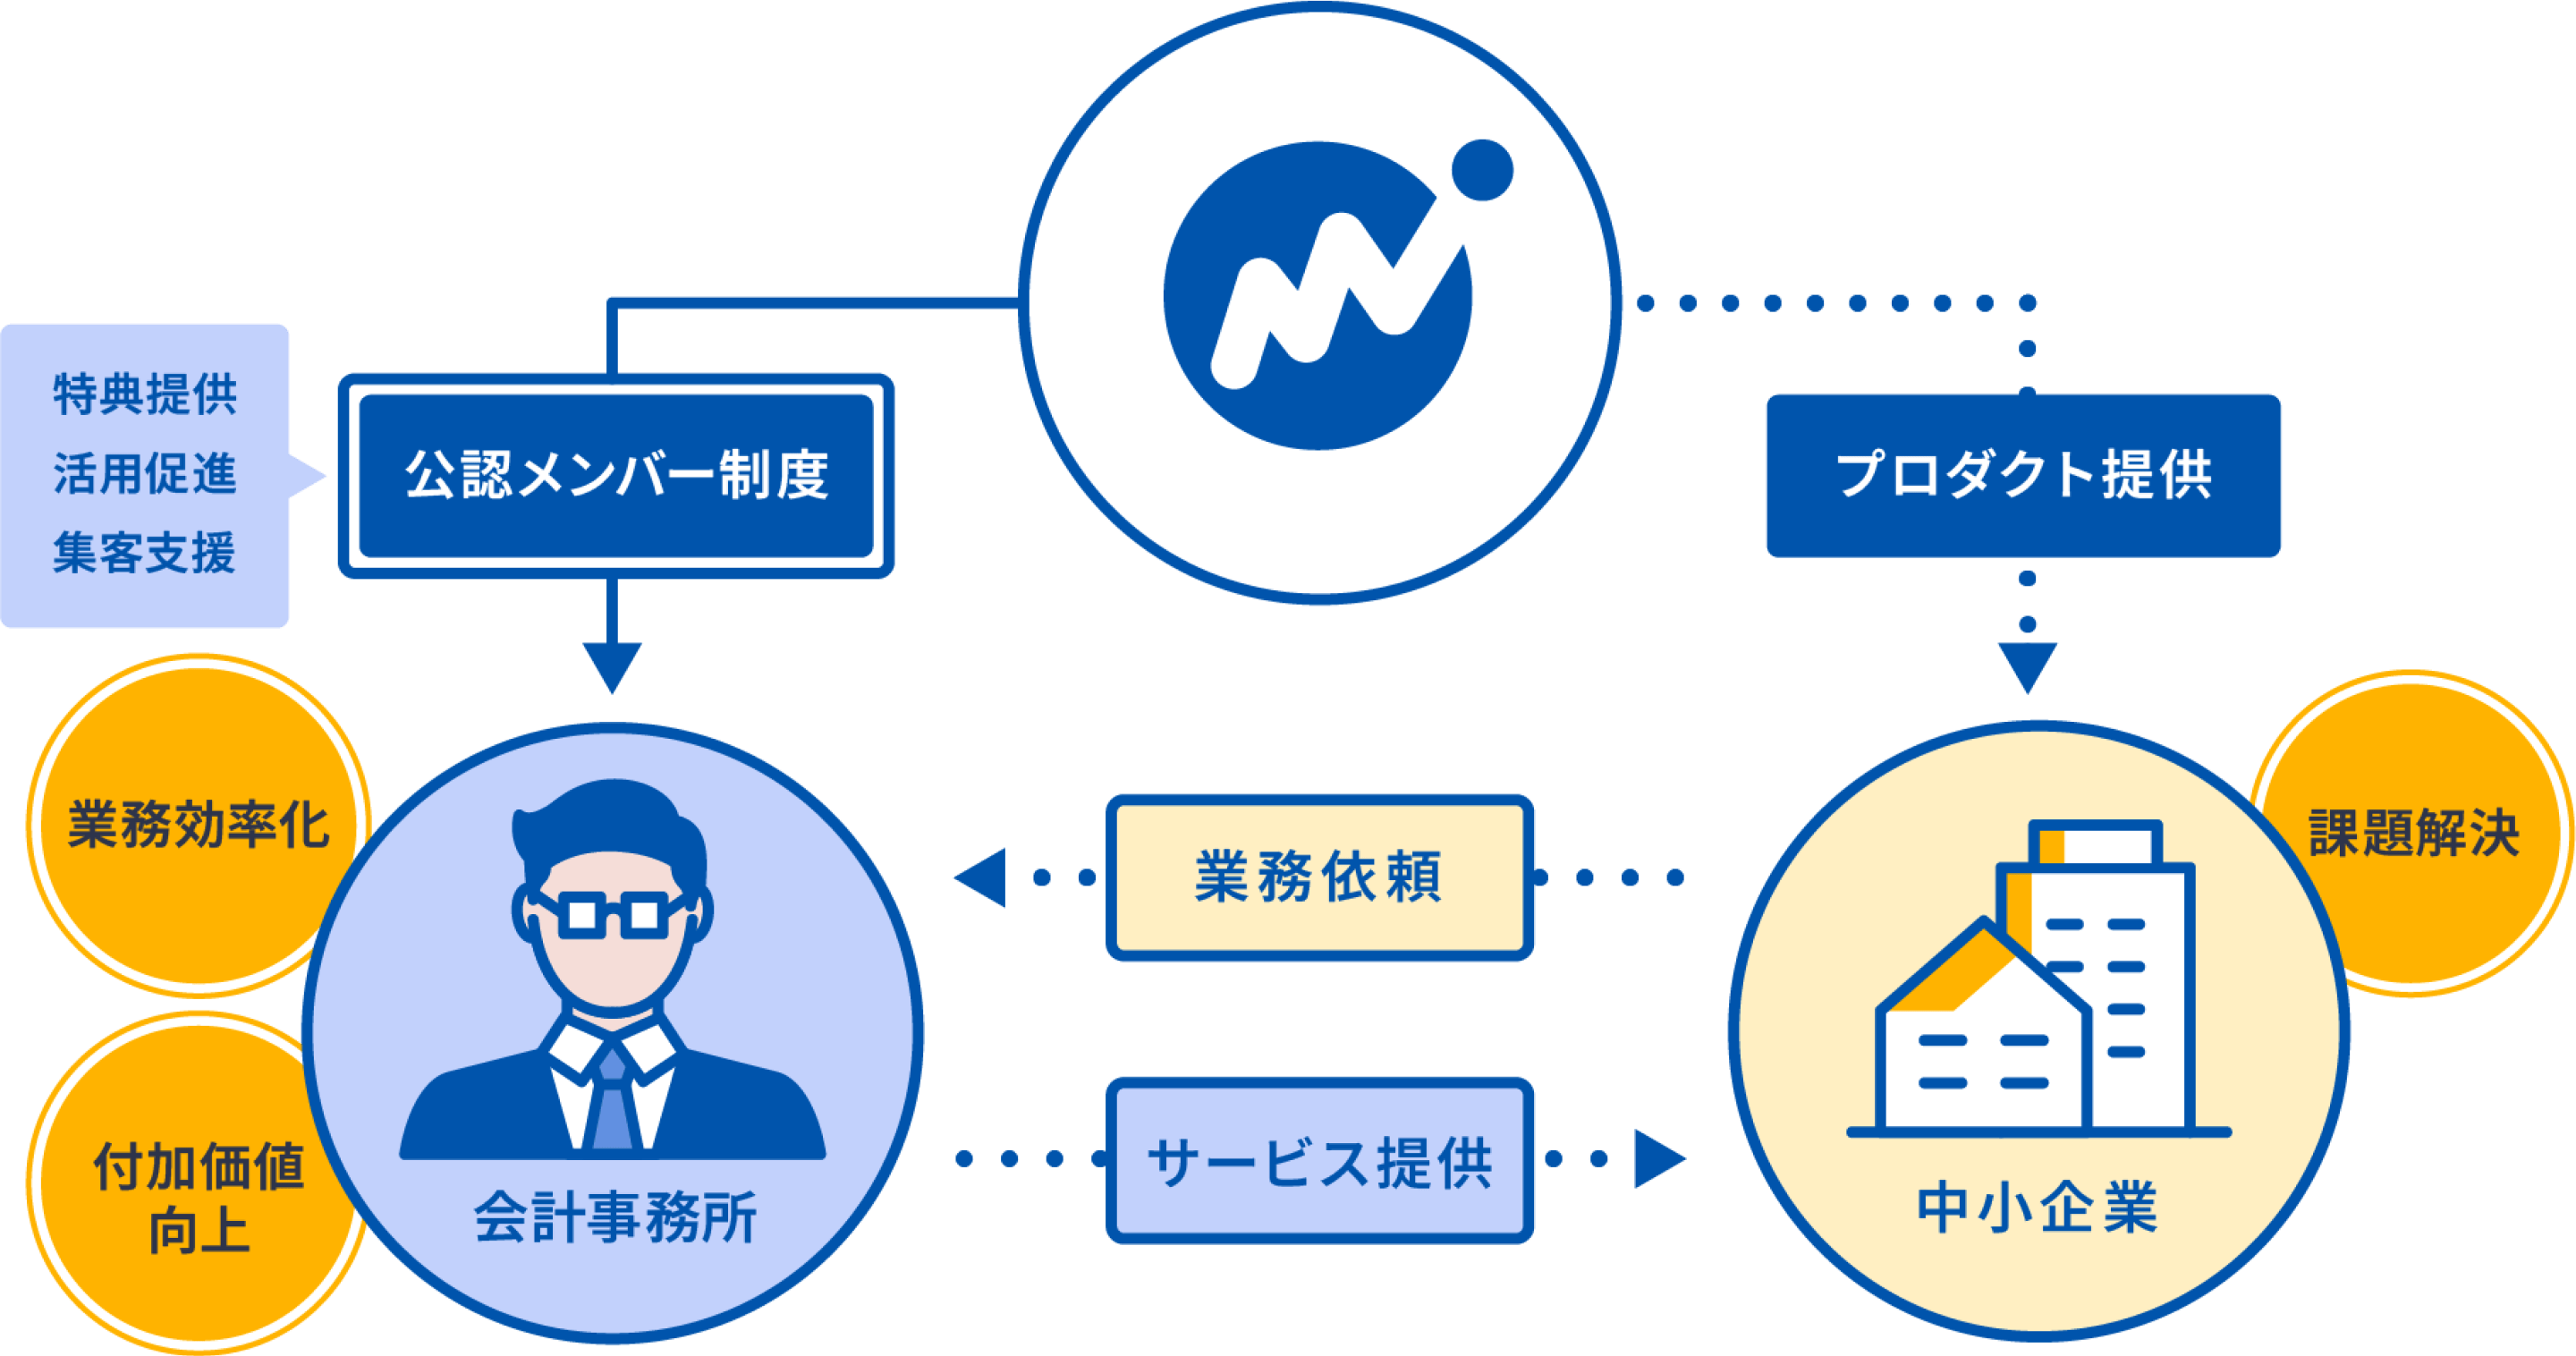 特典提供
活用促進
集客支援
公認メンバー制度
プロダクト提供
業務効率化
付加価値
向上
会計事務所
業務依頼
サービス提供
課題解決
中小企業